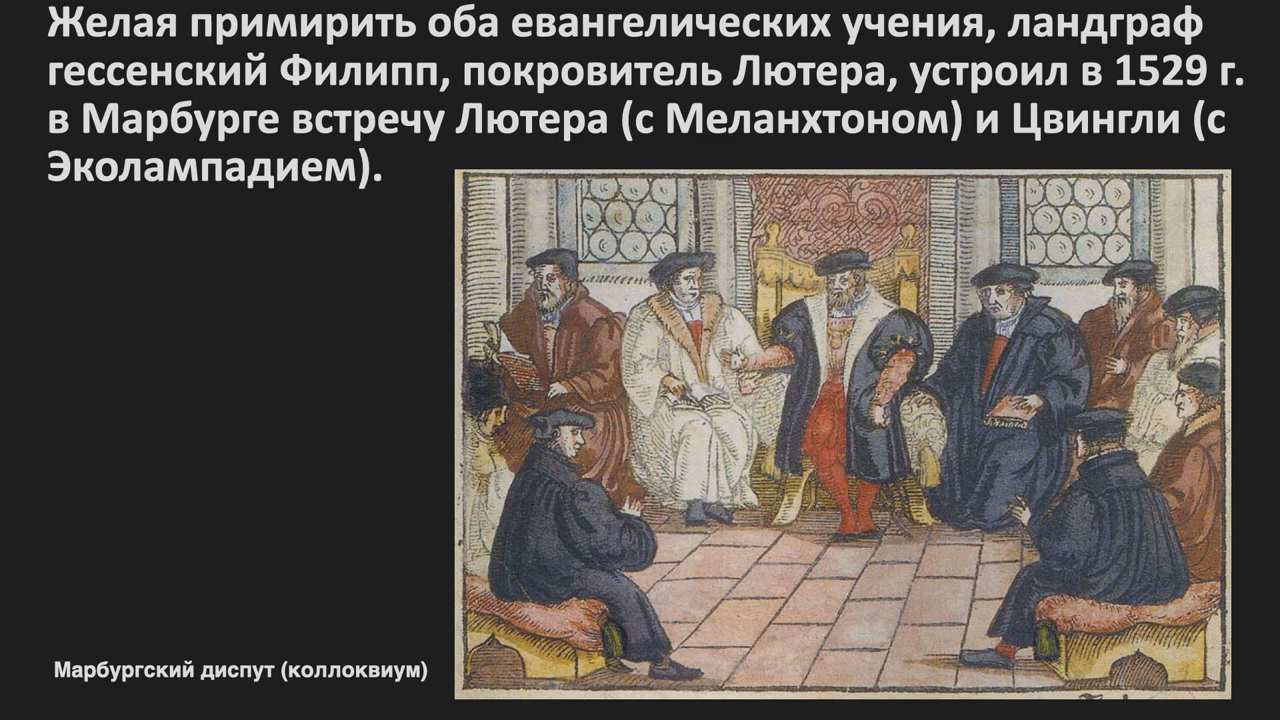 Желая примирить оба евангелических учения, ландграф
гессенский Филипп, покровитель Лютера, устроил в 1529 г.
в Марбурге встречу Лютера (с Меланхтоном) и Цвингли (с
Эколампадием).
Марбургский диспут (коллоквиум)